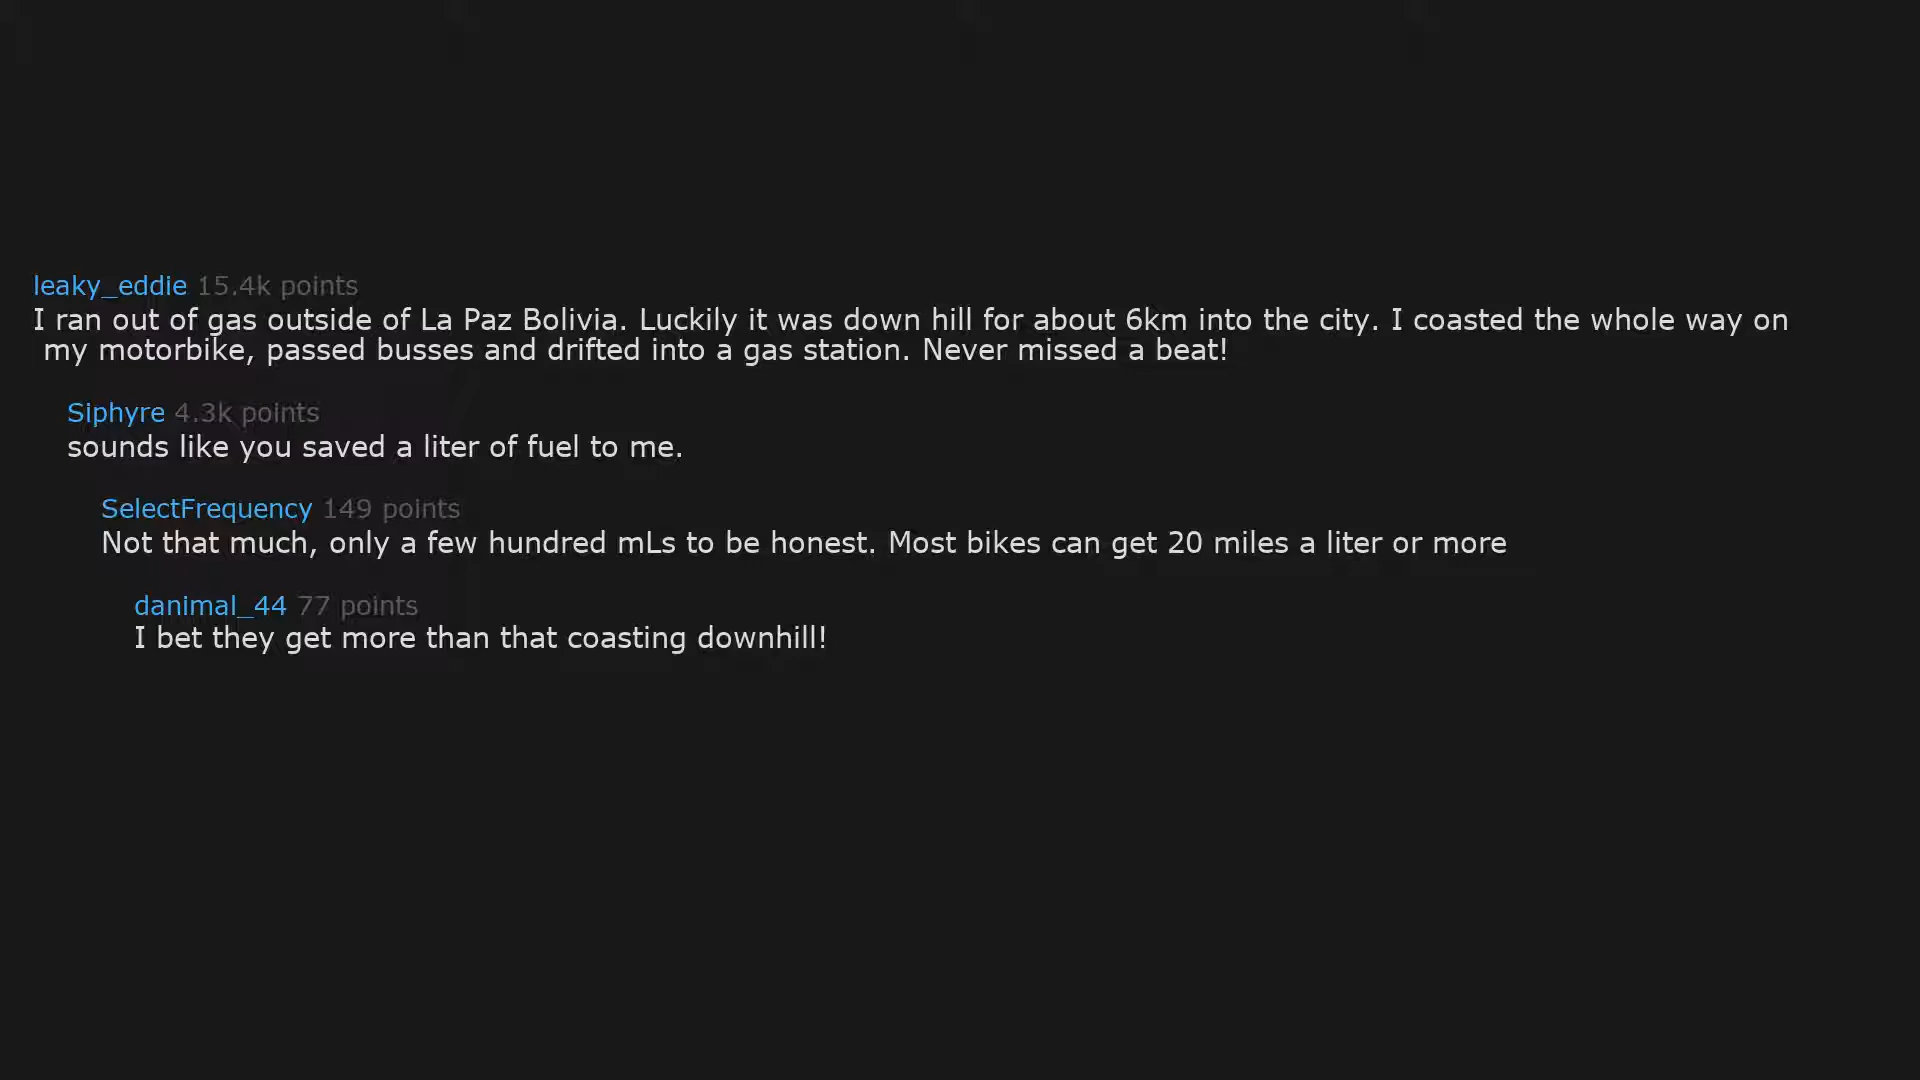 leaky_eddie 15.4k points
I ran out of gas outside of La Paz Bolivia. Luckily it was down hill for about 6km into the city. I coasted the whole way on
my motorbike, passed busses and drifted into a gas station. Never missed a beat!
Siphyre 4.3k points
sounds like you saved a liter of fuel to me.
SelectFrequency 149 points
Not that much, only a few hundred mLs to be honest. Most bikes can get 20 miles a liter or more
danimal_44 77 points
I bet they get more than that coasting downhill!